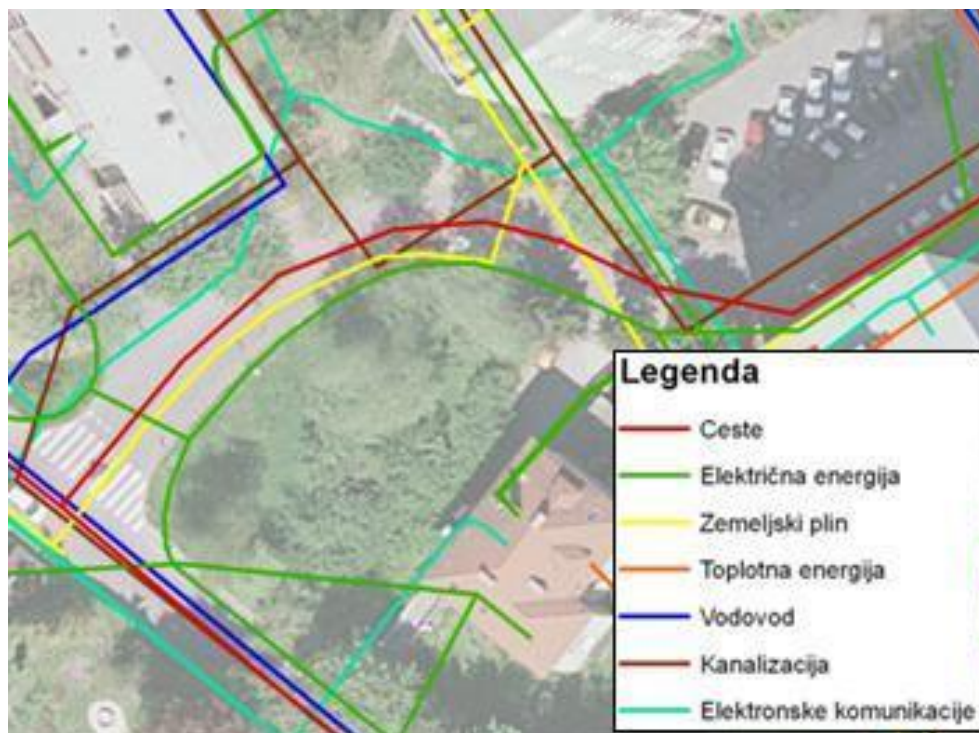 Legenda
Ceste
Električna energija
Zemeljski plin
Toplotna energija
Vodovod
Kanalizacija
Elektronske komunikacije